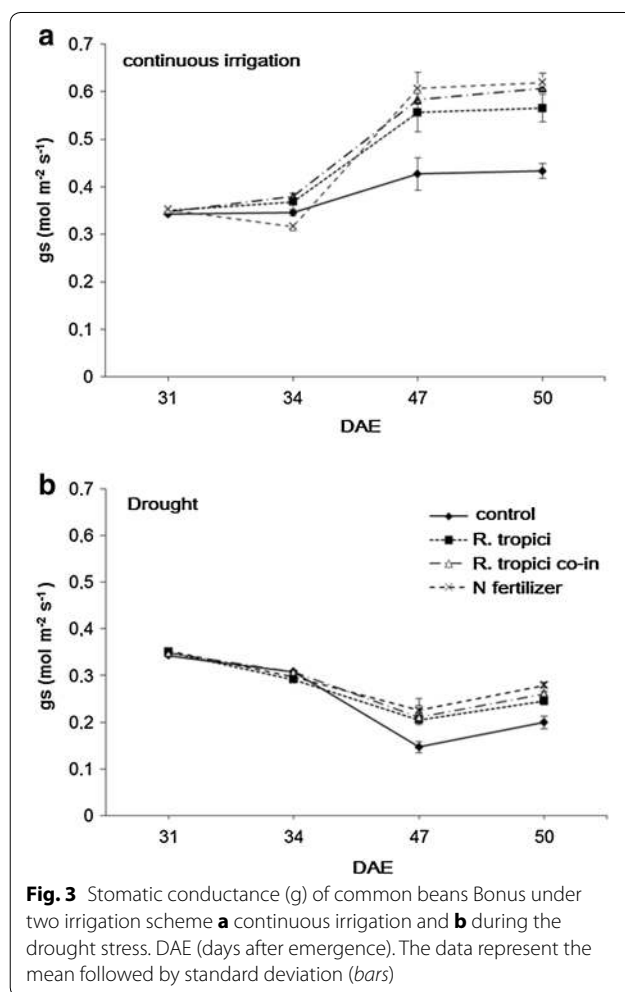 a
continuous irrigation
0.7
0.6
0.5
0.4
0.3
0.2
0.1
0
gs (mol m-2 s-1)
31 34 47 50
DAE
b
Drought
control
R. tropici
R. tropici co-in
N fertilizer
0.7
0.6
0.5
0.4
0.3
0.2
0.1
0
gs (mol m-2 s-1)
31 34 47 50
DAE
Fig. 3 Stomatic conductance (g) of common beans Bonus under
two irrigation scheme a continuous irrigation and b during the
drought stress. DAE (days after emergence). The data represent the
mean followed by standard deviation (bars)